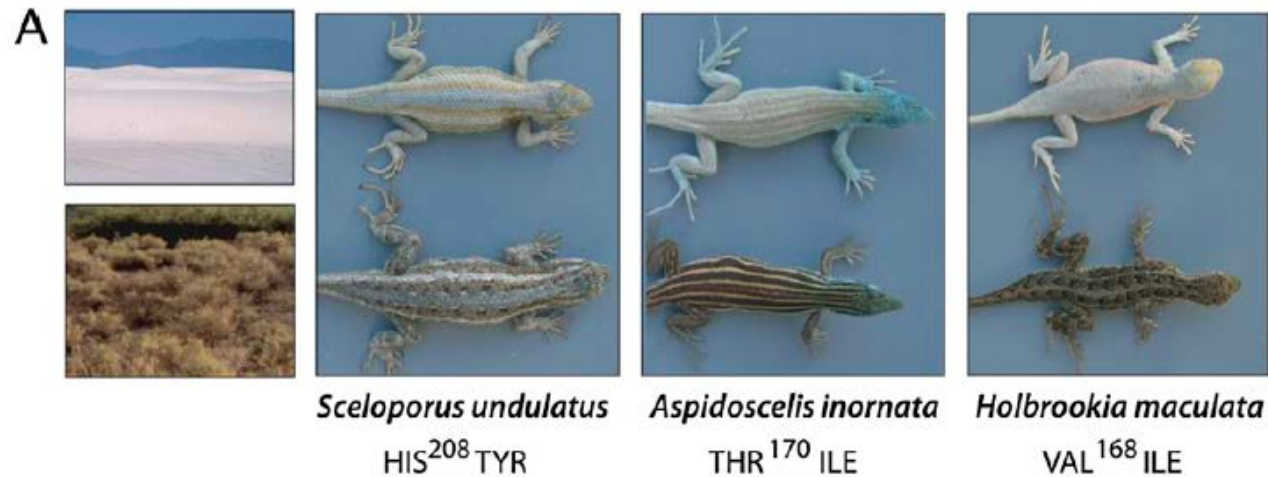 A
Sceloporus undulatus
Aspidoscelis inornata
Holbrookia maculata
HIS²⁰⁸ TYR
THR¹⁷⁰ ILE
VAL¹⁶⁸ ILE